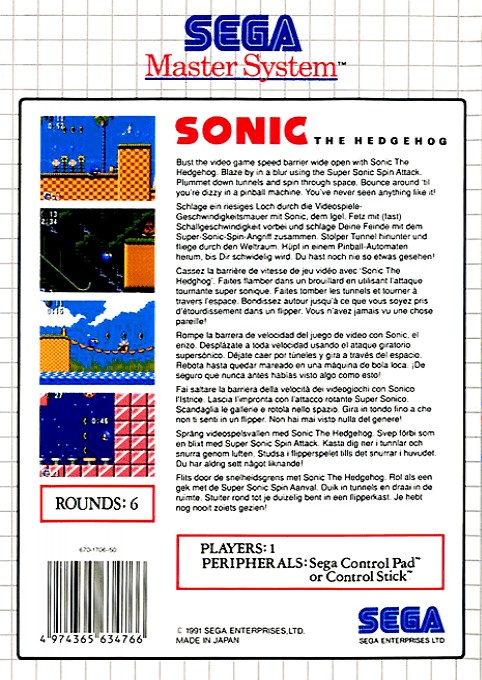 SEGA
Master System™
SONIC THE HEDGEHOG
Bust the video game speed barrier wide open with Sonic The
Hedgehog. Blaze by in a blur using the Super Sonic Spin Attack.
Plummet down tunnels and spin through space. Bounce around 'til
you're dizzy in a pinball machine. You've never seen anything like it!
Schlage ein riesiges Loch durch die Videospiele-
Geschwindigkeitsmauer mit Sonic, dem Igel. Fetz mit (fast)
Schallgeschwindigkeit vorbei und schlage Deine Feinde mit dem
Super-Sonic-Spin-Angriff zusammen. Stolper Tunnel hinunter und
fliege durch den Weltraum. Hüpf in einem Pinball-Automaten
herum, bis Dir schwidelig wird. Du hast noch nie so etwas gesehen!
Cassez la barrière de vitesse de jeu vidéo avec 'Sonic The
Hedghog'. Faites flamber dans un brouillard en utilisant l'attaque
tournante super sonique. Faites tomber les tunnels et tourner à
travers l'espace. Bondissez autour jusqu'à ce que vous soyez pris
d'étourdissement dans un flipper. Vous n'avez jamais vu une chose
pareille!
Rompe la barrera de velocidad del juego de video con Sonic, el
erizo. Desplázate a toda velocidad usando el ataque giratorio
supersónico. Déjate caer por túneles y gira a través del espacio.
Rebota hasta quedar mareado en una máquina de bola loca. ¡De
seguro que nunca antes habías visto algo como esto!
Fai saltare la barriera della velocità dei videogiochi con Sonico
l'Istrice. Lascia l'impronta con l'attacco rotante Super Sonico.
Scandaglia le gallerie e rotola nello spazio. Gira in tondo fino a che
non ti senti in un flipper. Non hai mai visto nulla del genere!
Spräng videospelsvallen med Sonic The Hedgehog. Svep förbi som
en blixt med Super Sonic Spin Attack. Kasta dig ner i tunnlar och
snurra genom luften. Studsa i flipperspelet tills det snurrar i huvudet.
Du har aldrig sett något liknande!
Flits door de snelheidsgrens met Sonic The Hedgehog. Rol als een
gek met de Super Sonic Spin Aanval. Duik in tunnels en draai in de
ruimte. Stuiter rond tot je duizelig bent in een flipperkast. Je hebt
nog nooit zoiets gezien!
ROUNDS: 6
PLAYERS: 1
PERIPHERALS: Sega Control Pad™
or Control Stick™
670-1706-50
4 974365 634766
© 1991 SEGA ENTERPRISES, LTD.
MADE IN JAPAN
SEGA
SEGA ENTERPRISES LTD.